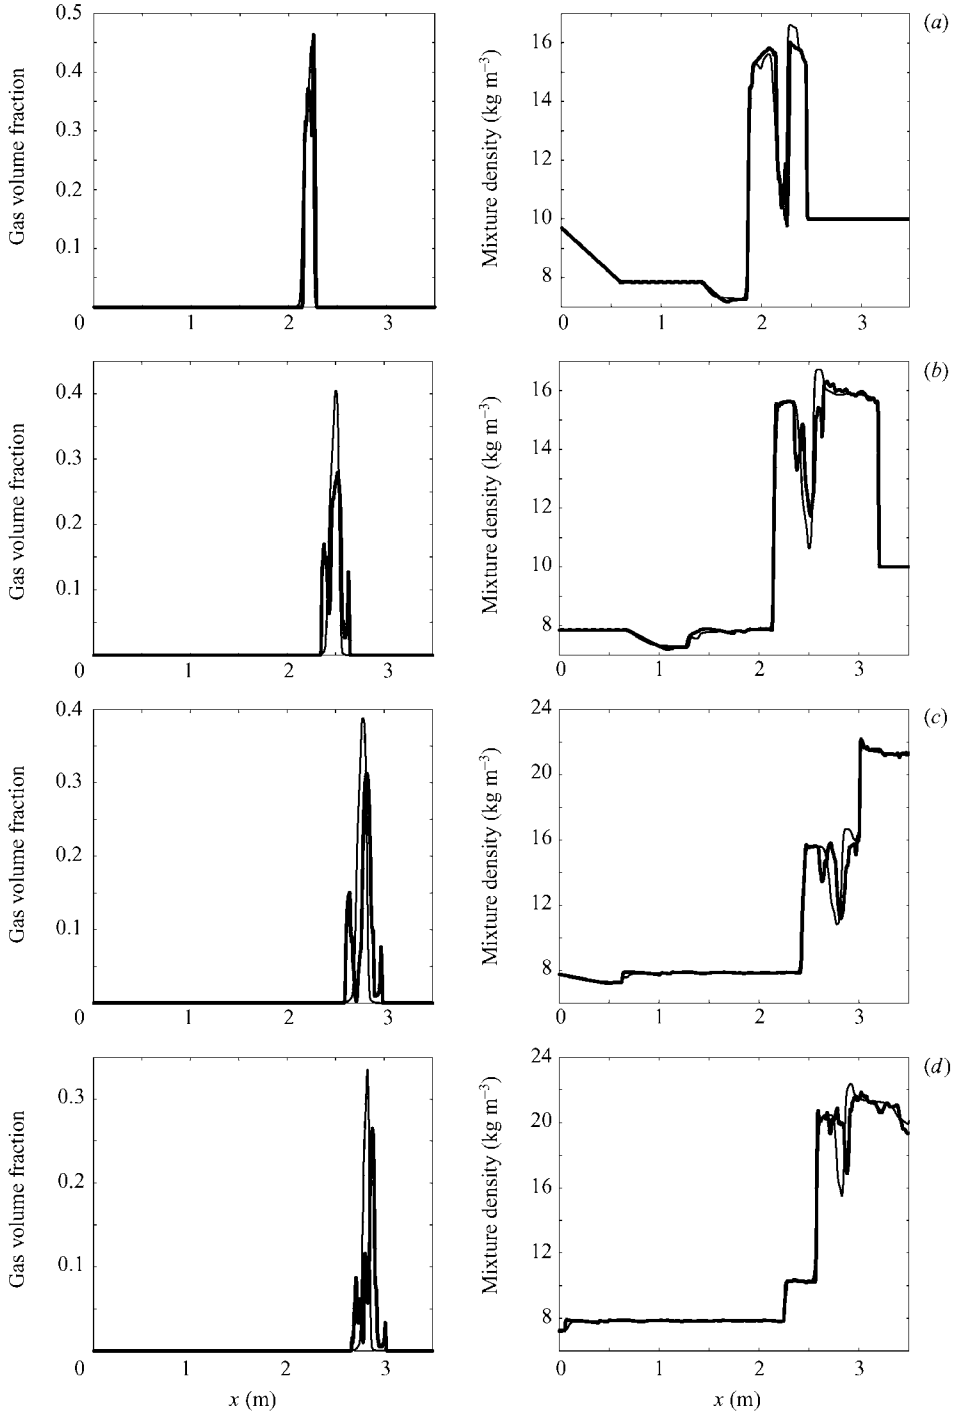 (a)
Gas volume fraction
0.5
0.4
0.3
0.2
0.1
0 1 2 3
Mixture density (kg m⁻³)
16
14
12
10
8
0 1 2 3
(b)
Gas volume fraction
0.4
0.3
0.2
0.1
0 1 2 3
Mixture density (kg m⁻³)
16
14
12
10
8
0 1 2 3
(c)
Gas volume fraction
0.4
0.3
0.2
0.1
0 1 2 3
Mixture density (kg m⁻³)
24
20
16
12
8
0 1 2 3
(d)
Gas volume fraction
0.3
0.2
0.1
0 1 2 3
x (m)
Mixture density (kg m⁻³)
24
20
16
12
8
0 1 2 3
x (m)